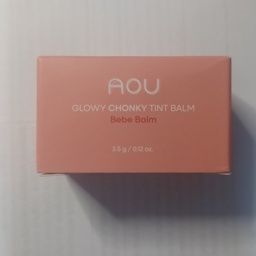 AOU
GLOWY CHONKY TINT BALM
Bebe Balm
3.5 g / 0.12 oz.